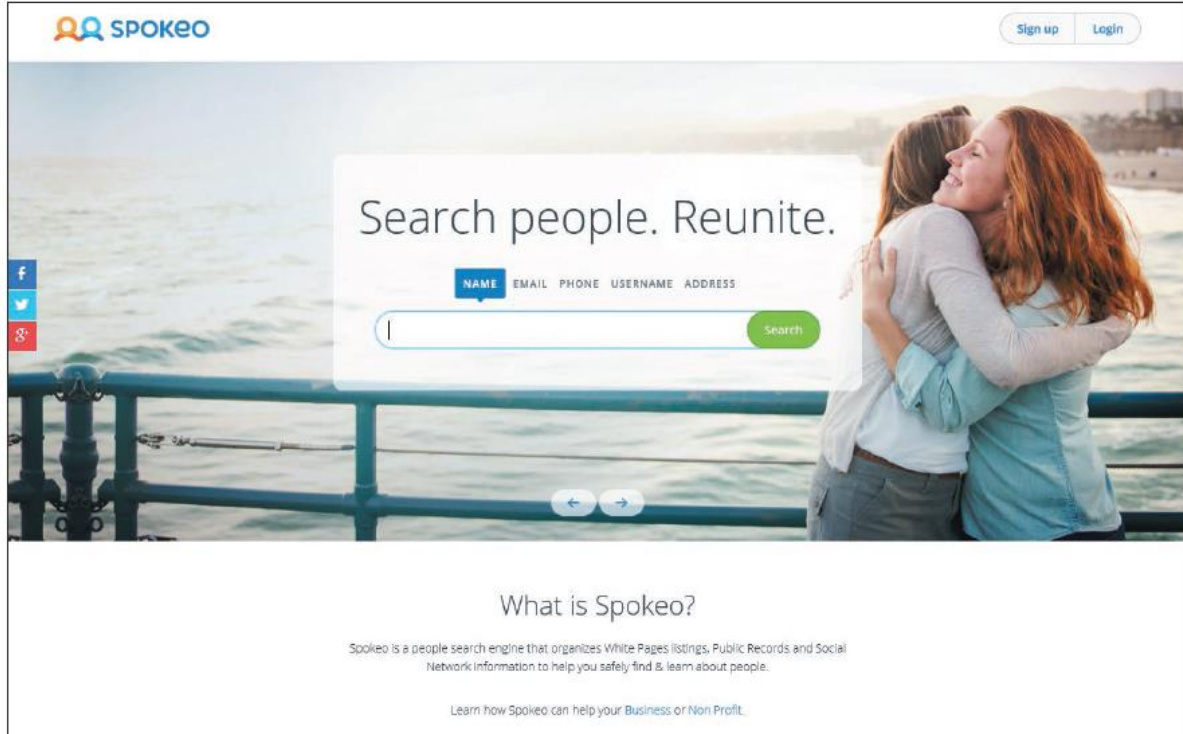 SPOKEO
Sign up Login
Search people. Reunite.
NAME EMAIL PHONE USERNAME ADDRESS
Search
f
g+
← →
What is Spokeo?
Spokeo is a people search engine that organizes White Pages listings, Public Records and Social
Network information to help you safely find & learn about people.
Learn how Spokeo can help your Business or Non Profit.